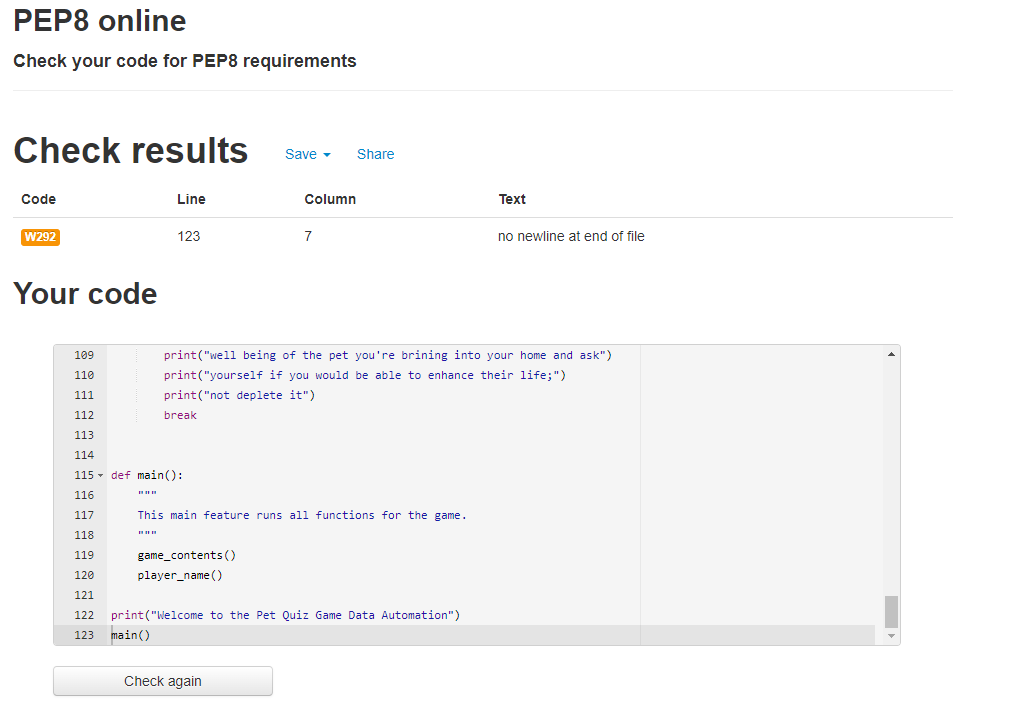 PEP8 online
Check your code for PEP8 requirements
Check results Save Share
Code Line Column Text
W292 123 7 no newline at end of file
Your code
109 print("well being of the pet you're brining into your home and ask")
110 print("yourself if you would be able to enhance their life;")
111 print("not deplete it")
112 break
113
114
115 def main():
116 """
117 This main feature runs all functions for the game.
118 """
119 game_contents()
120 player_name()
121
122 print("Welcome to the Pet Quiz Game Data Automation")
123 main()
Check again